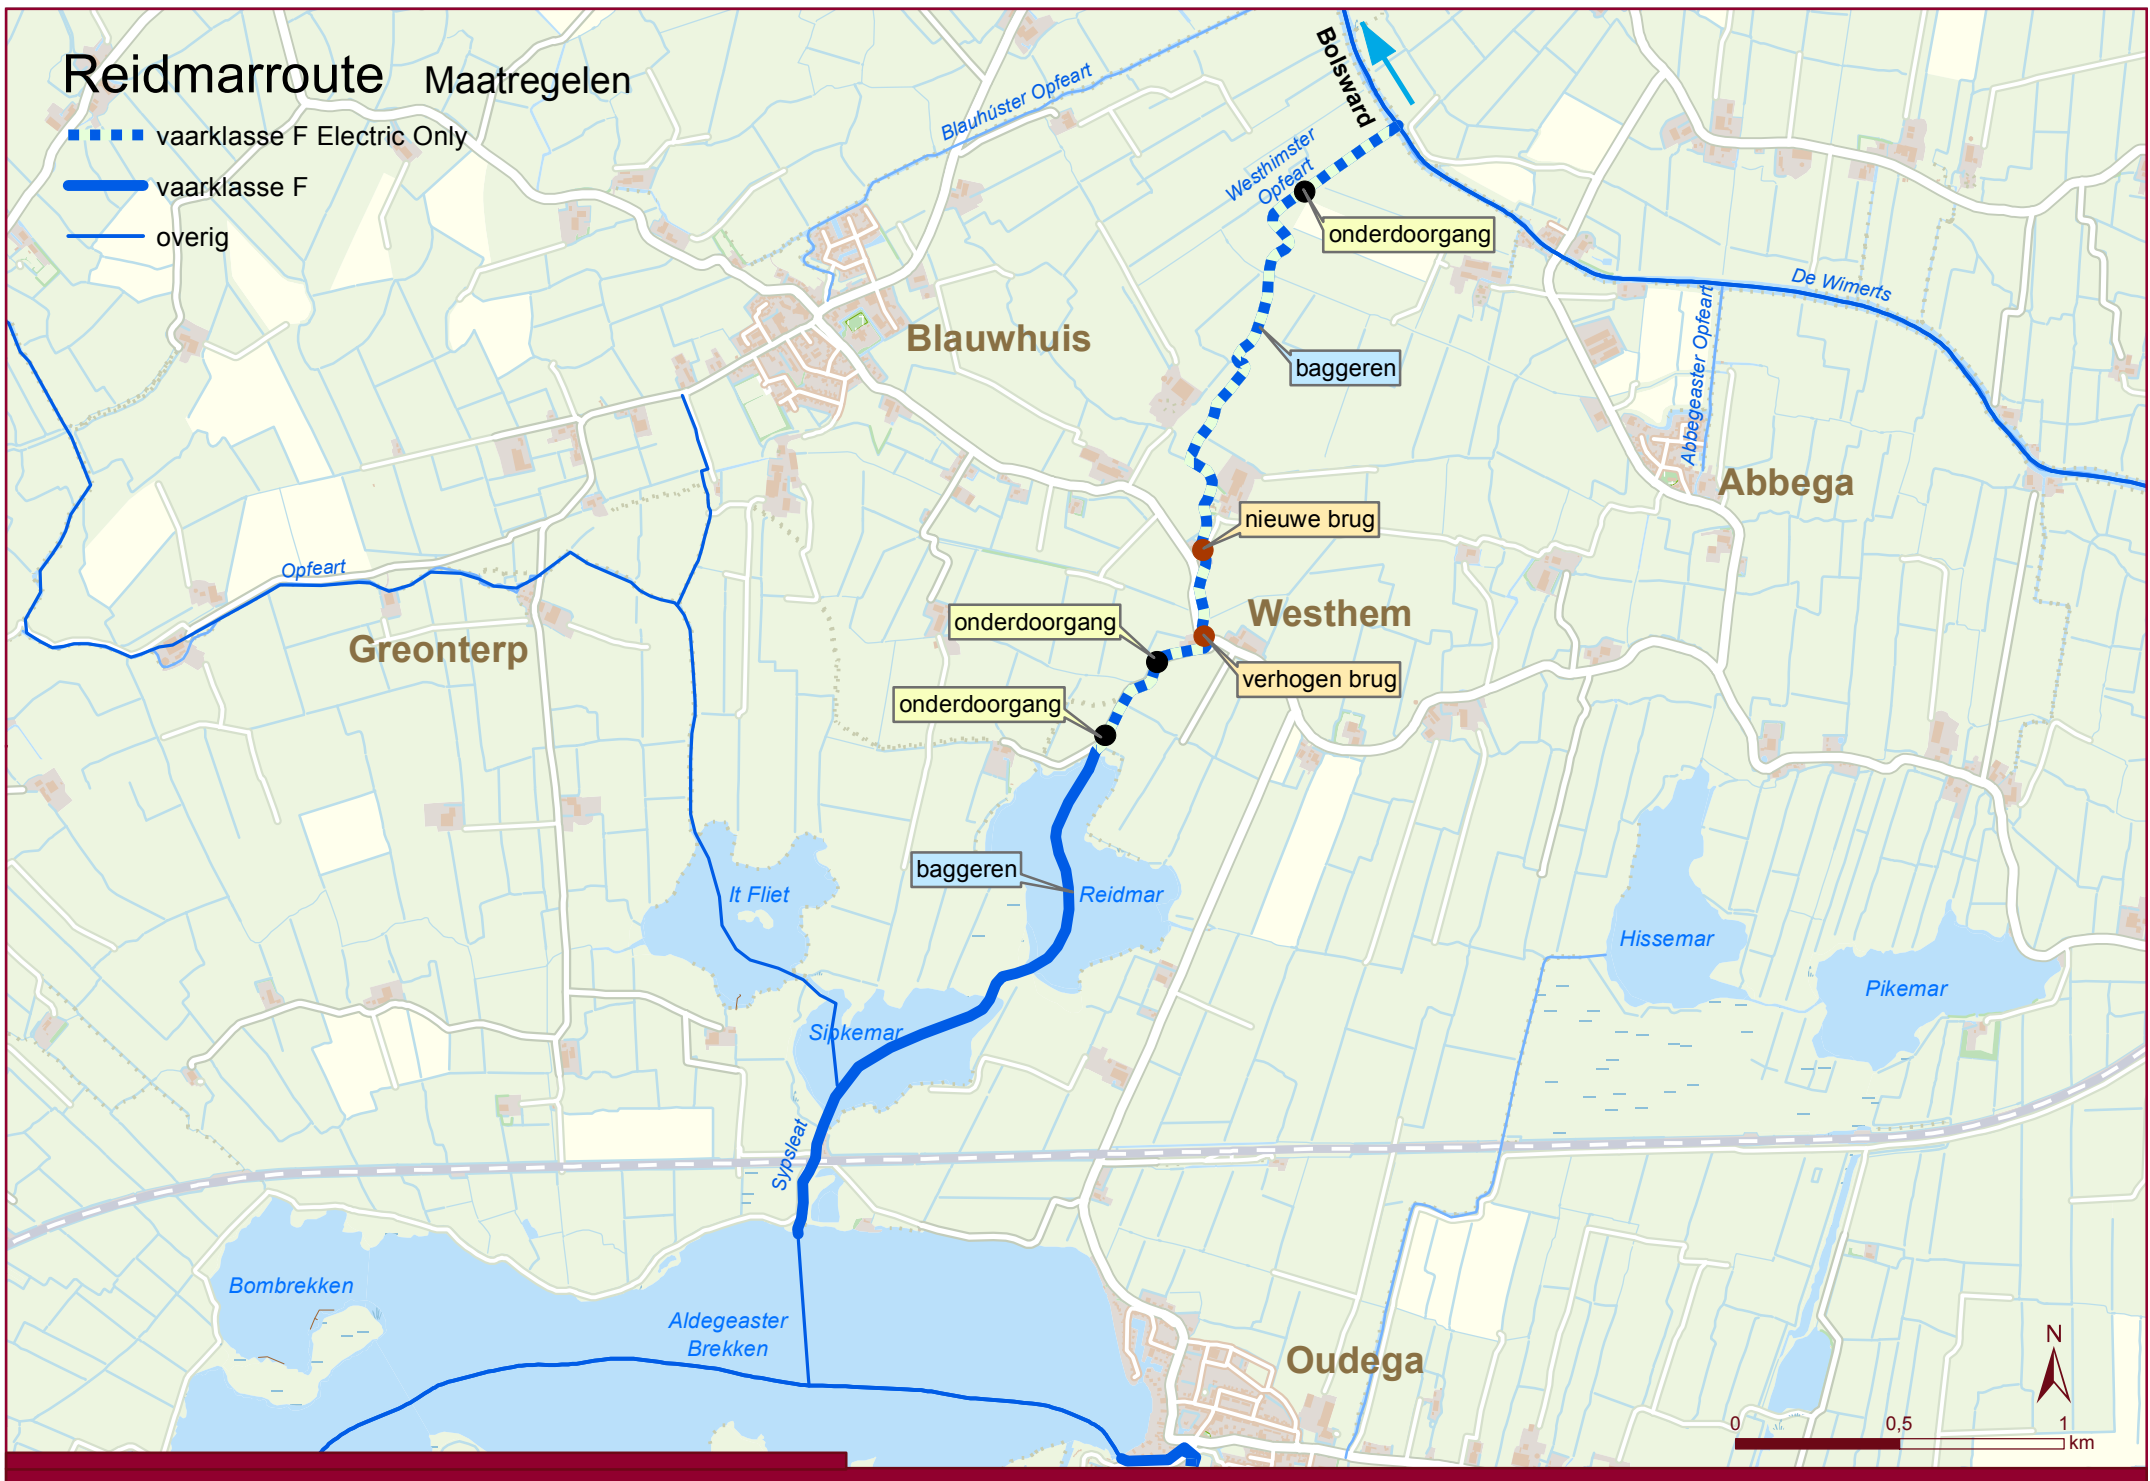 Reidmarroute Maatregelen
vaarklasse F Electric Only
vaarklasse F
overig
Bolsward
Blauhúster Opfeart
Westhimster
Opfeart
onderdoorgang
De Wimerts
Abbegeaster Opfeart
Blauwhuis
baggeren
Abbega
nieuwe brug
Opfeart
Westhem
onderdoorgang
Greonterp
verhogen brug
onderdoorgang
baggeren
It Fliet
Reidmar
Hissemar
Pikemar
Sipkemar
Sypsleat
Bombrekken
Aldegeaster
Brekken
Oudega
N
0 0,5 1
km